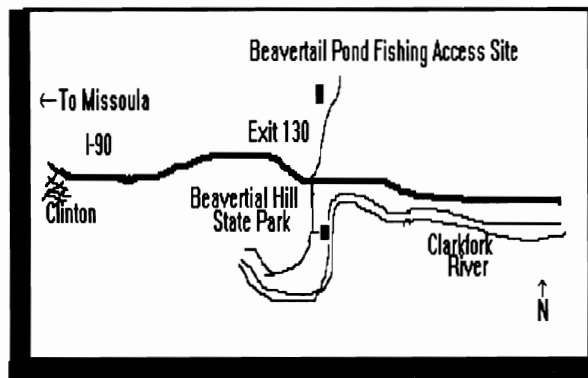 Beavertail Pond Fishing Access Site
←To Missoula
I-90
Exit 130
Clinton
Beavertial Hill
State Park
Clarkfork
River
↑
N